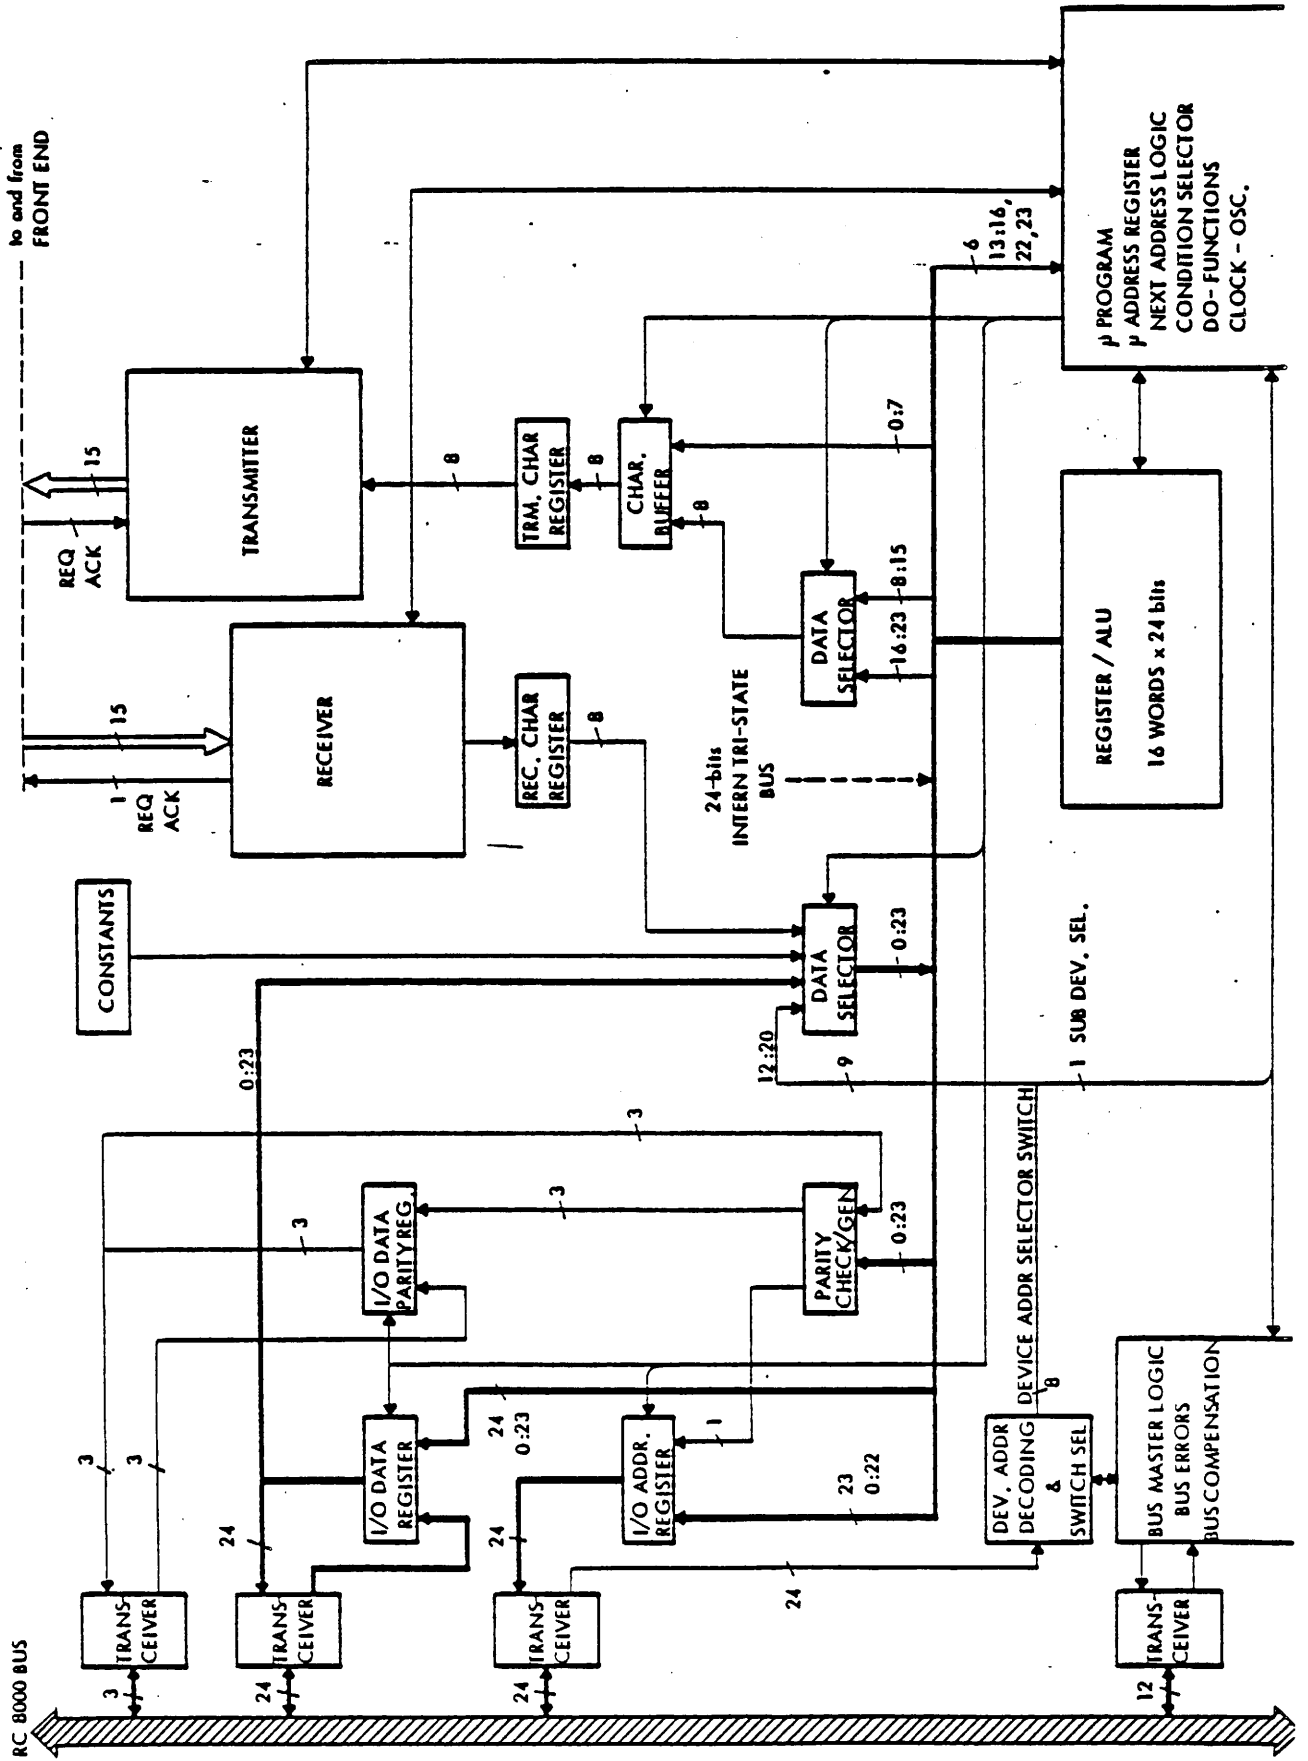 to and from
FRONT END
REQ
ACK
15
TRANSMITTER
1
REQ
ACK
15
RECEIVER
8
TRM. CHAR
REGISTER
8
CHAR.
BUFFER
8
0:7
REC. CHAR
REGISTER
8
DATA
SELECTOR
16:23
8:15
6
13:16,
22,23
µ PROGRAM
µ ADDRESS REGISTER
NEXT ADDRESS LOGIC
CONDITION SELECTOR
DO- FUNCTIONS
CLOCK - OSC.
24-bits
INTERN TRI-STATE
BUS
REGISTER / ALU
16 WORDS x 24 bits
CONSTANTS
0:23
DATA
SELECTOR
0:23
12:20
9
1 SUB DEV. SEL.
3
3
3
I/O DATA
PARITY REG.
PARITY
CHECK/GEN
0:23
3
3
I/O DATA
REGISTER
24
0:23
24
I/O ADDR.
REGISTER
1
23
0:22
24
24
DEV. ADDR
DECODING
&
SWITCH SEL
DEVICE ADDR SELECTOR SWITCH
8
BUS MASTER LOGIC
BUS ERRORS
BUS COMPENSATION
TRANS-
CEIVER
3
TRANS-
CEIVER
24
TRANS-
CEIVER
24
TRANS-
CEIVER
12
RC 8000 BUS